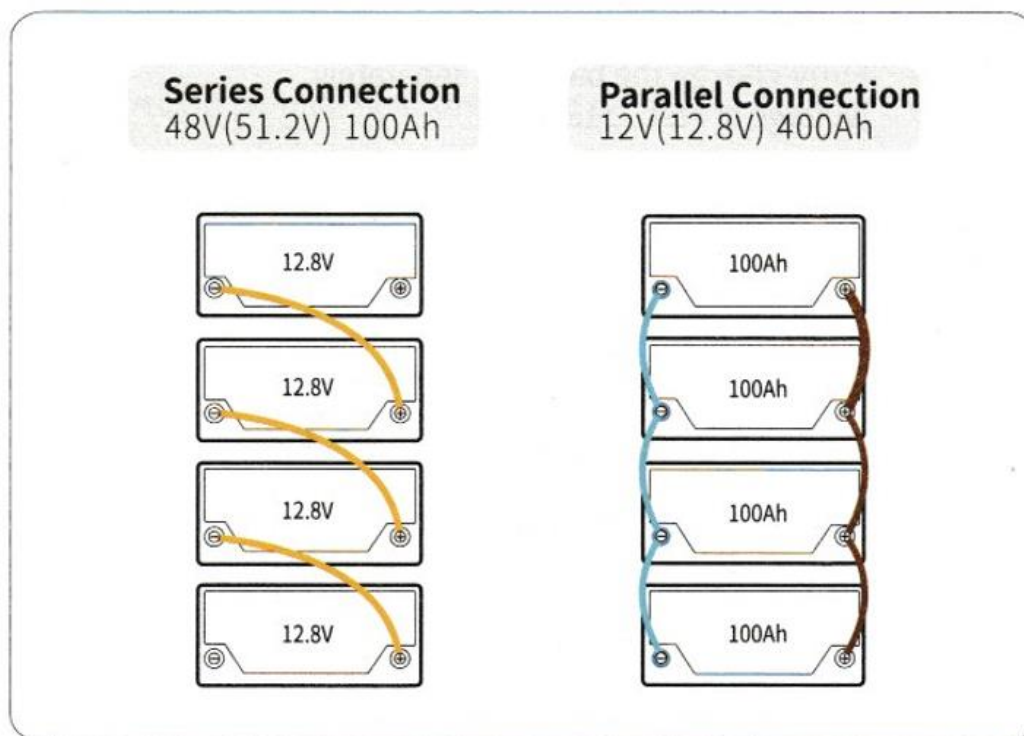 Series Connection
48V(51.2V) 100Ah
12.8V
12.8V
12.8V
12.8V
Parallel Connection
12V(12.8V) 400Ah
100Ah
100Ah
100Ah
100Ah